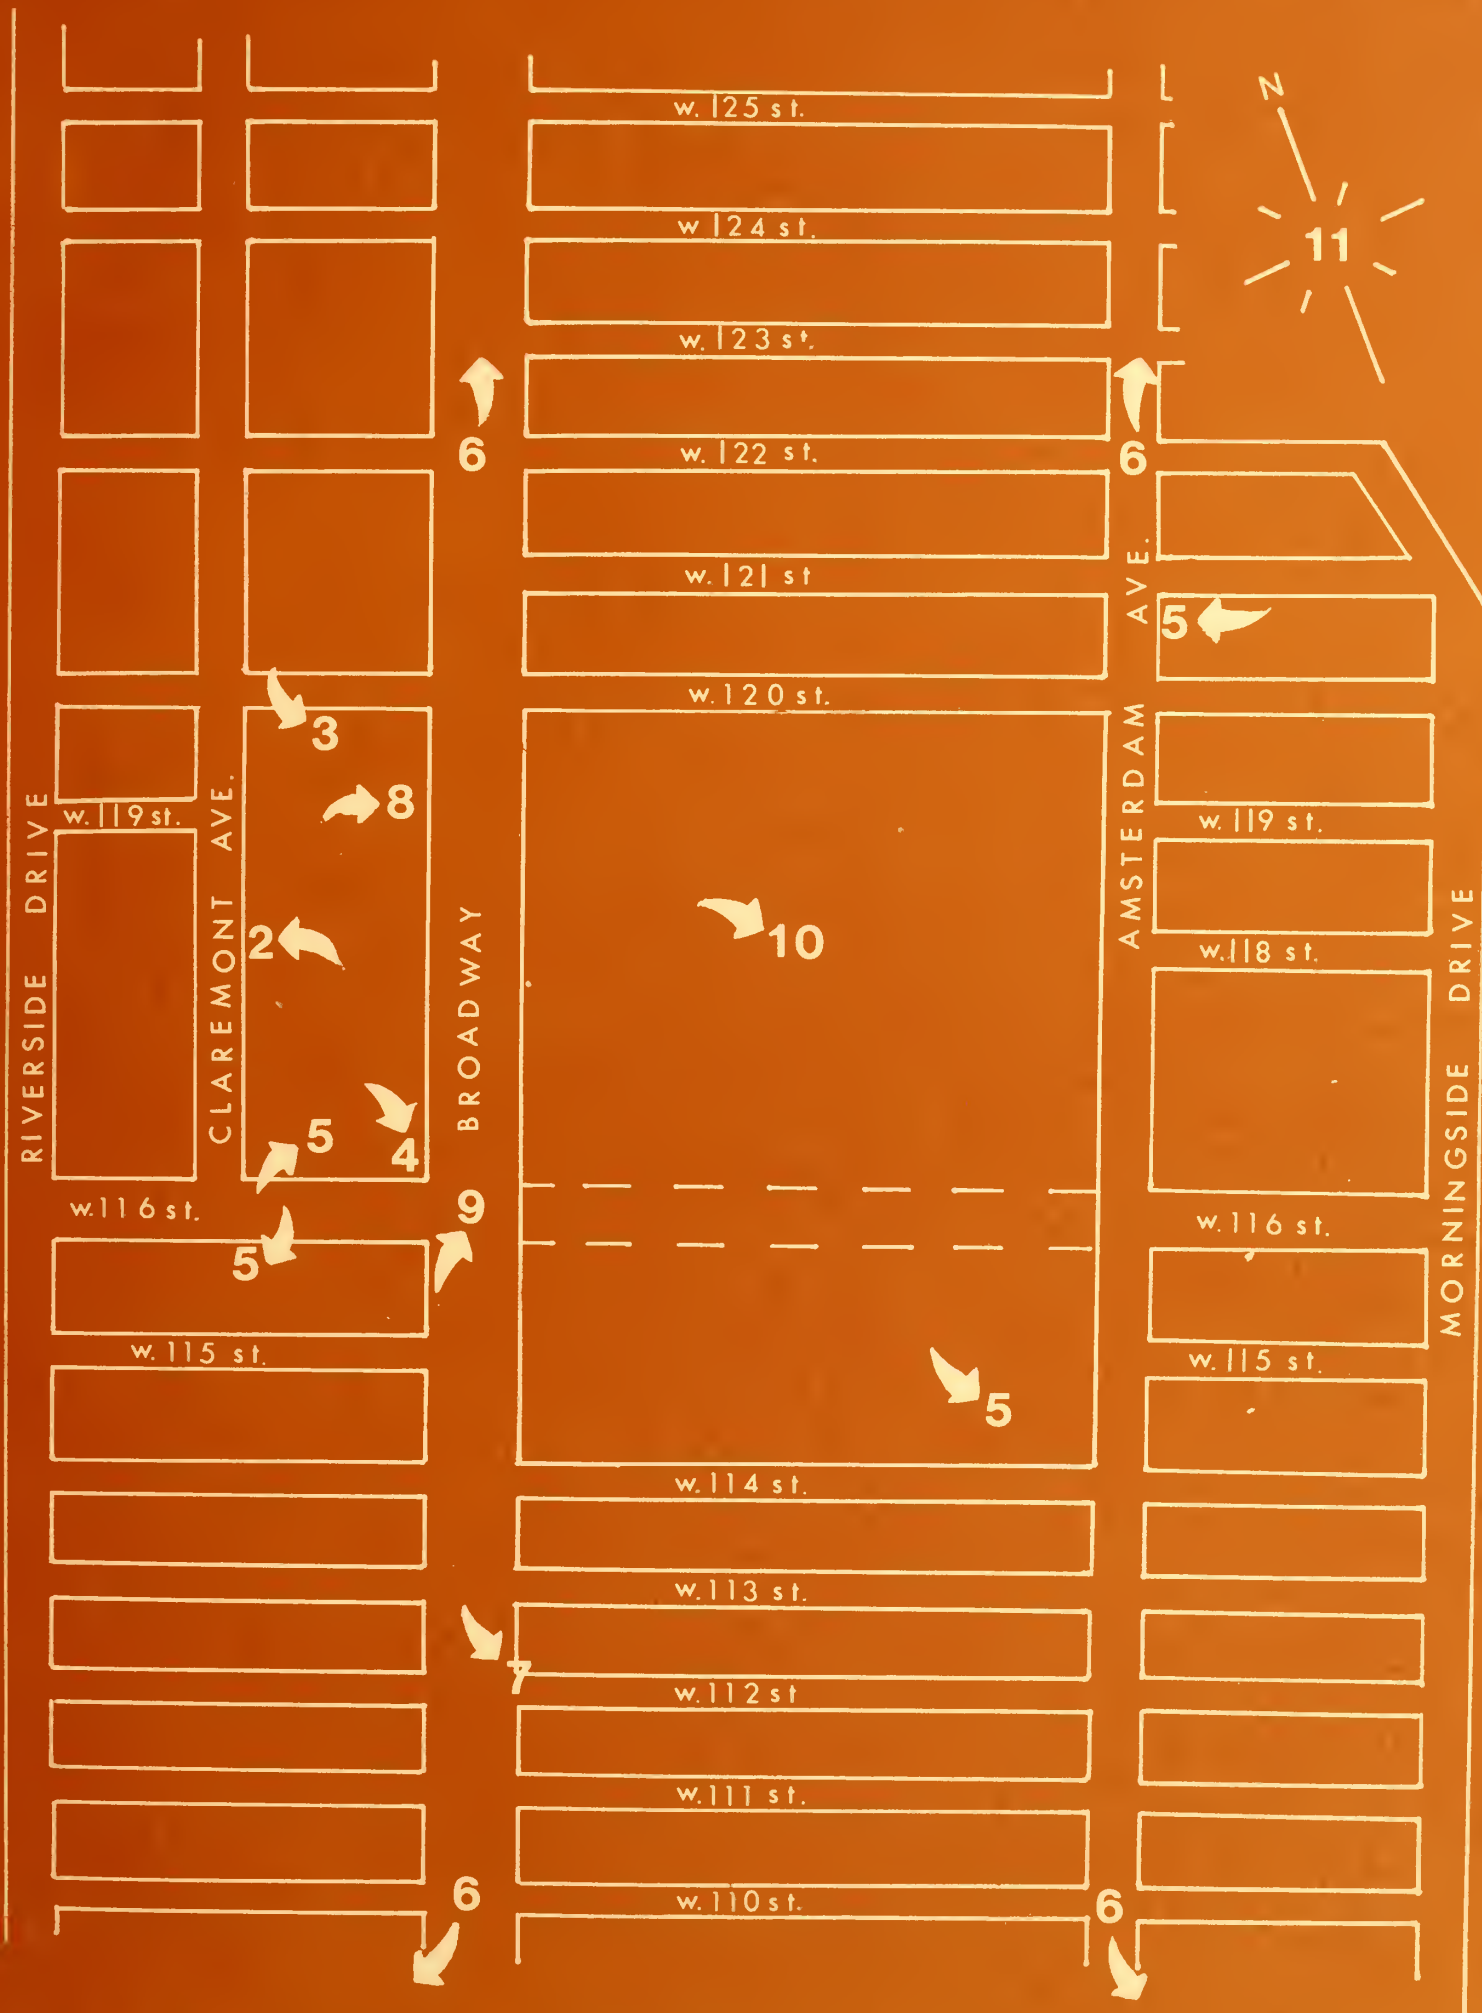 w. 125 st.
N
w 124 st.
11
w. 123 st.
6
6
w. 122 st.
w. 121 st
5
3
w. 120 st.
8
w. 119 st.
w. 119 st.
RIVERSIDE DRIVE
CLAREMONT AVE.
2
BROADWAY
10
AMSTERDAM AVE.
w. 118 st.
MORNINGSIDE DRIVE
5
4
9
w. 116 st.
w. 116 st.
5
w. 115 st.
w. 115 st.
5
w. 114 st.
w. 113 st.
7
w. 112 st
w. 111 st.
6
w. 110 st.
6